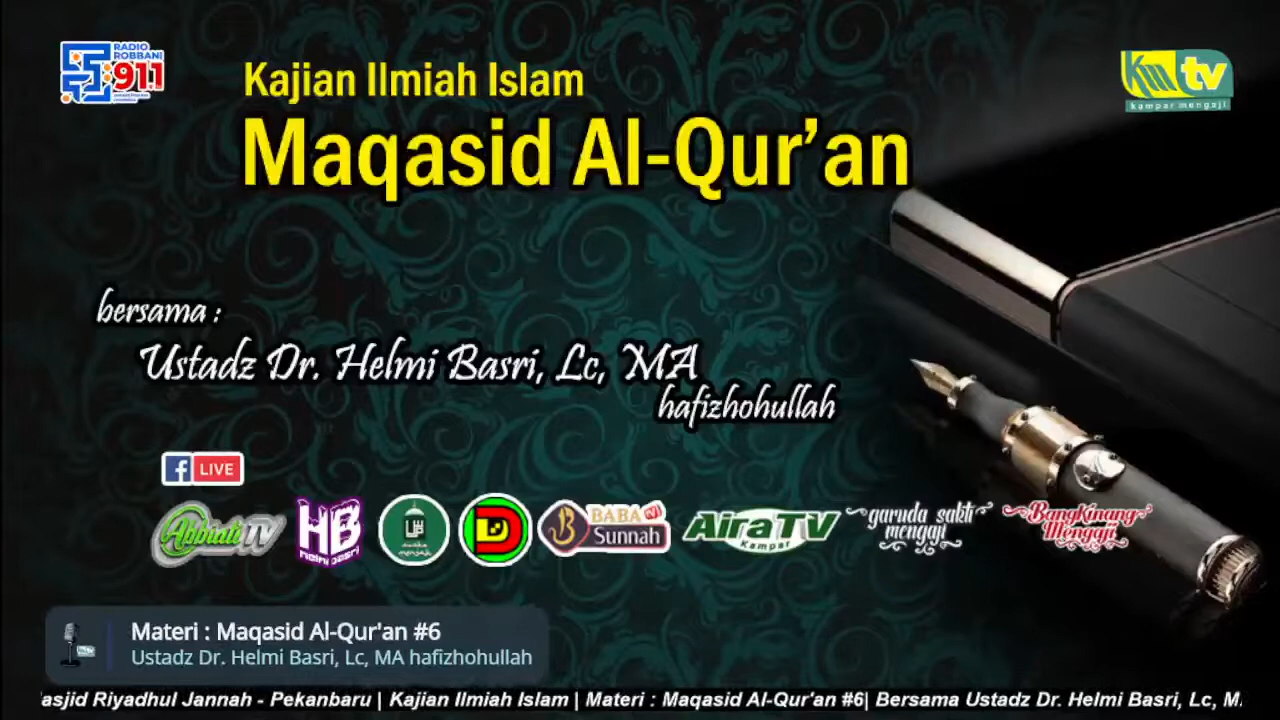 RADIO
ROBBANI
91.1
Kajian Ilmiah Islam
Maqasid Al-Qur'an
Km tv
kampar mengaji
bersama :
Ustadz Dr. Helmi Basri, Lc, MA
hafizhohullah
LIVE
Abbiati TV
HB
helmi basri
D
B BABA TV
Sunnah
AiraTV
Kampar
garuda sakti
mengaji
BangKinang
Mengaji
Materi : Maqasid Al-Qur'an #6
Ustadz Dr. Helmi Basri, Lc, MA hafizhohullah
asjid Riyadhul Jannah - Pekanbaru | Kajian Ilmiah Islam | Materi : Maqasid Al-Qur'an #6| Bersama Ustadz Dr. Helmi Basri, Lc, M